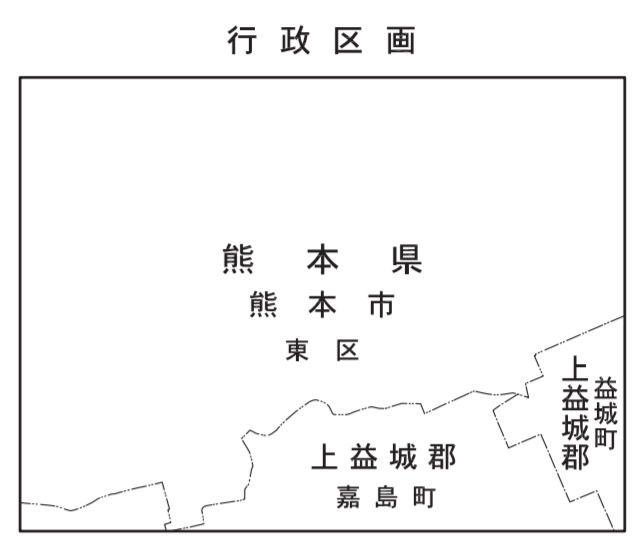 行政区画
熊本県
熊本市
東区
上益城郡
嘉島町
上益城郡
益城町